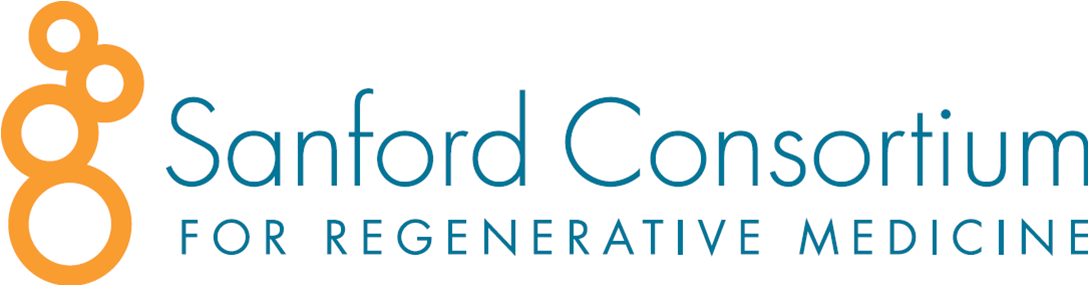 Sanford Consortium
FOR REGENERATIVE MEDICINE